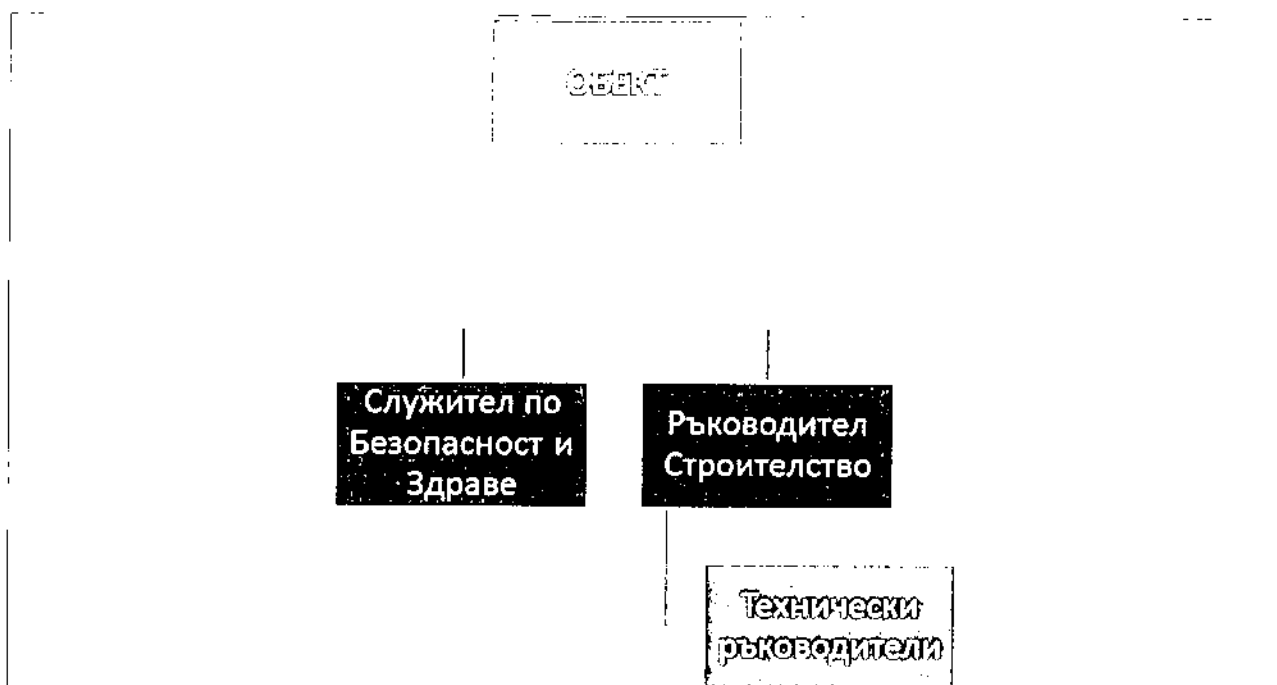 ОБЕКТ
Служител по
Безопасност и
Здраве
Ръководител
Строителство
Технически
ръководители